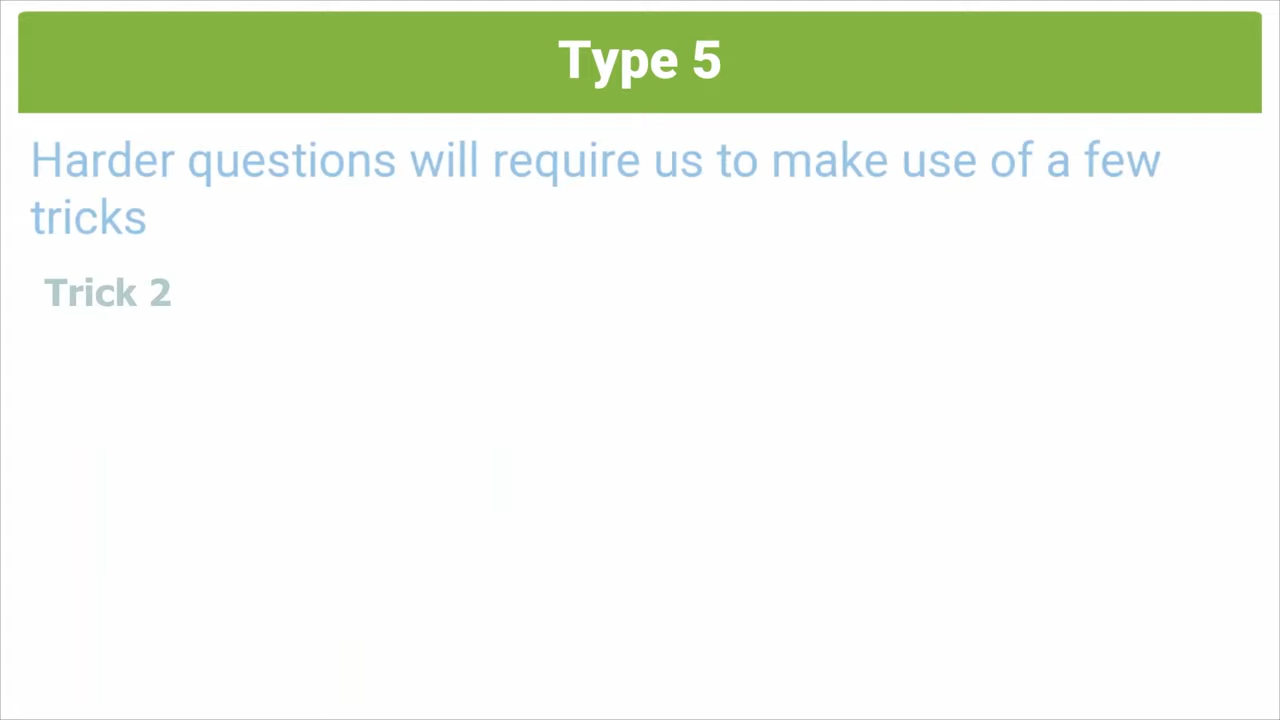 Type 5
Harder questions will require us to make use of a few
tricks
Trick 2